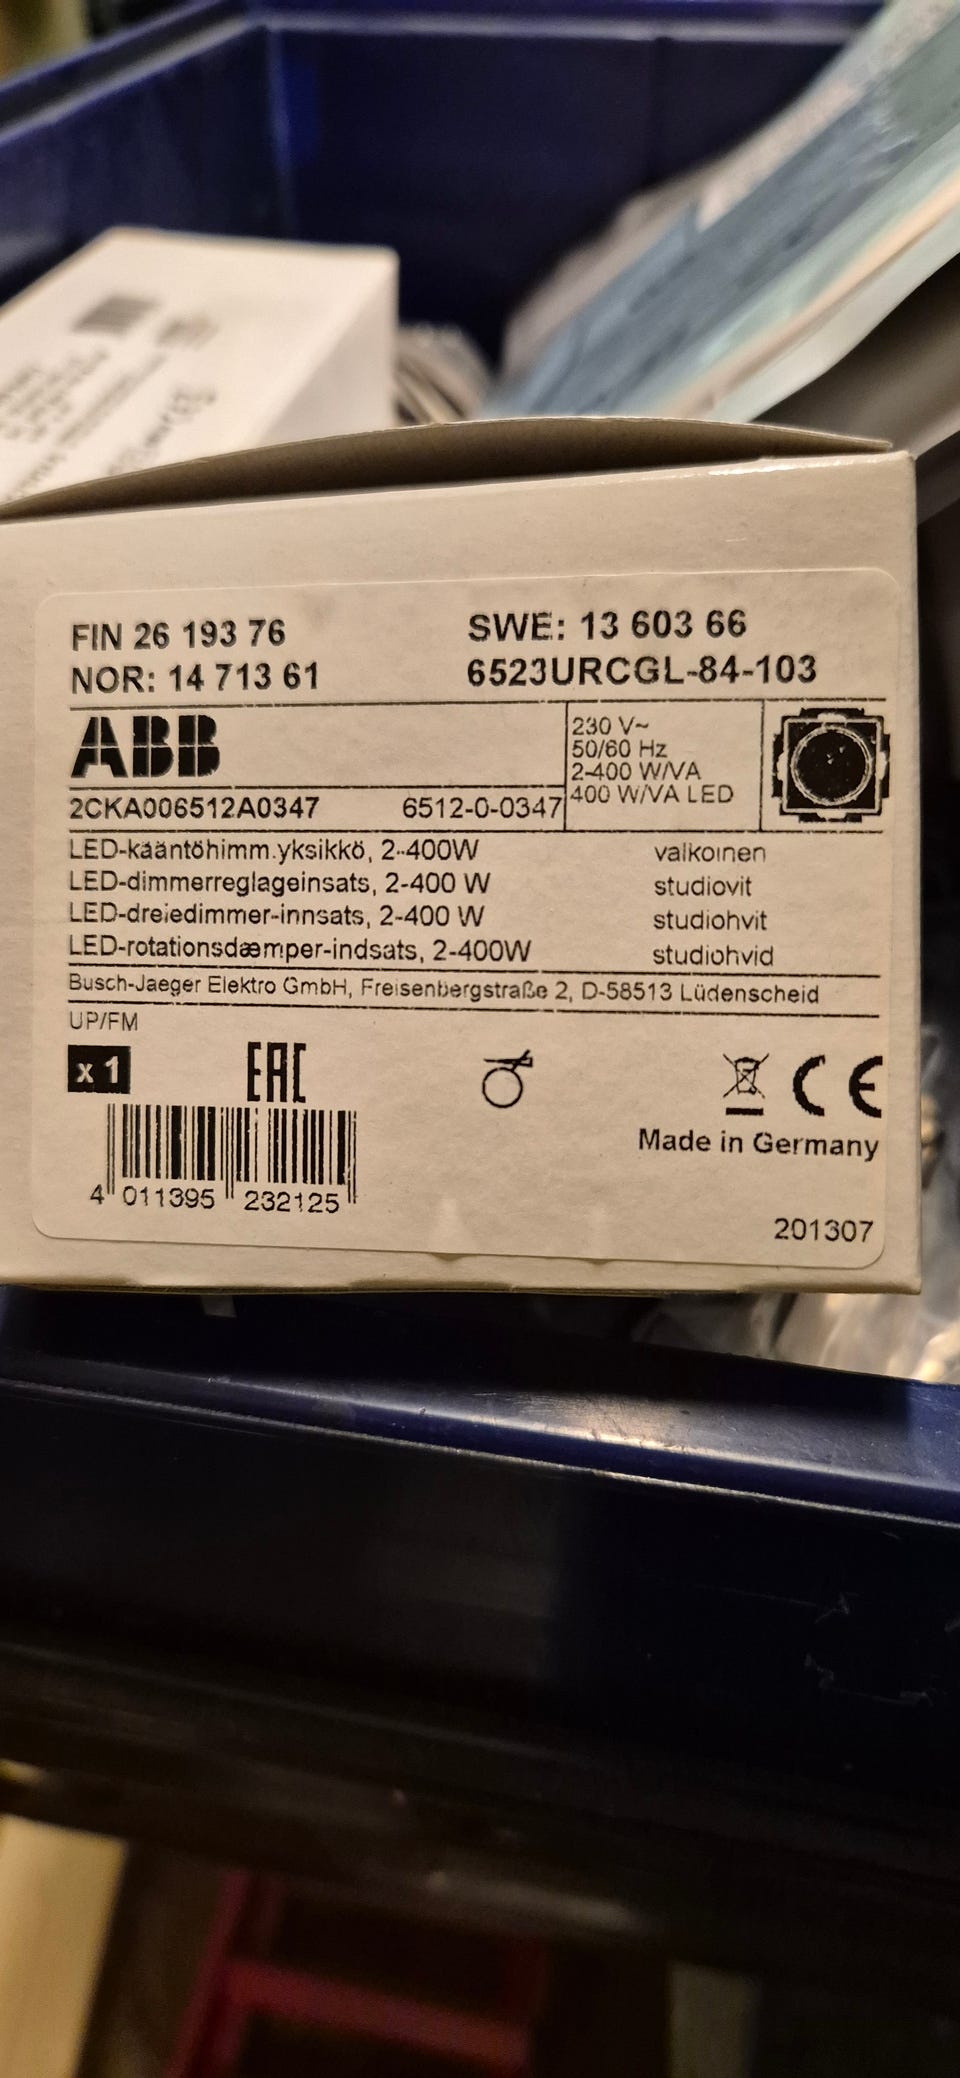 FIN 26 193 76
SWE: 13 603 66
NOR: 14 713 61
6523URCGL-84-103
ABB
230 V~
50/60 Hz
2-400 W/VA
400 W/VA LED
2CKA006512A0347 6512-0-0347
LED-kääntöhimm.yksikkö, 2-400W valkoinen
LED-dimmerreglageinsats, 2-400 W studiovit
LED-dreiedimmer-innsats, 2-400 W studiohvit
LED-rotationsdæmper-indsats, 2-400W studiohvid
Busch-Jaeger Elektro GmbH, Freisenbergstraße 2, D-58513 Lüdenscheid
UP/FM
x 1
EAC
CE
Made in Germany
4 011395 232125
201307